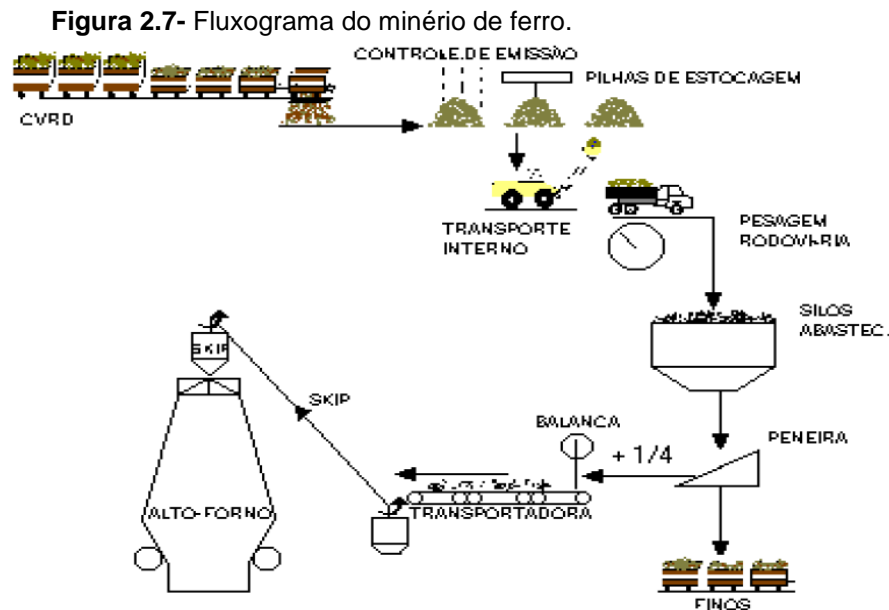 Figura 2.7- Fluxograma do minério de ferro.
CONTROLE DE EMISSÃO
PILHAS DE ESTOCAGEM
CVRD
TRANSPORTE
INTERNO
PESAGEM
RODOVIÁRIA
SILOS
ABASTEC.
SKIP
SKIP
BALANCA
+ 1/4
PENEIRA
ALTO-FORNO
TRANSPORTADORA
FINOS